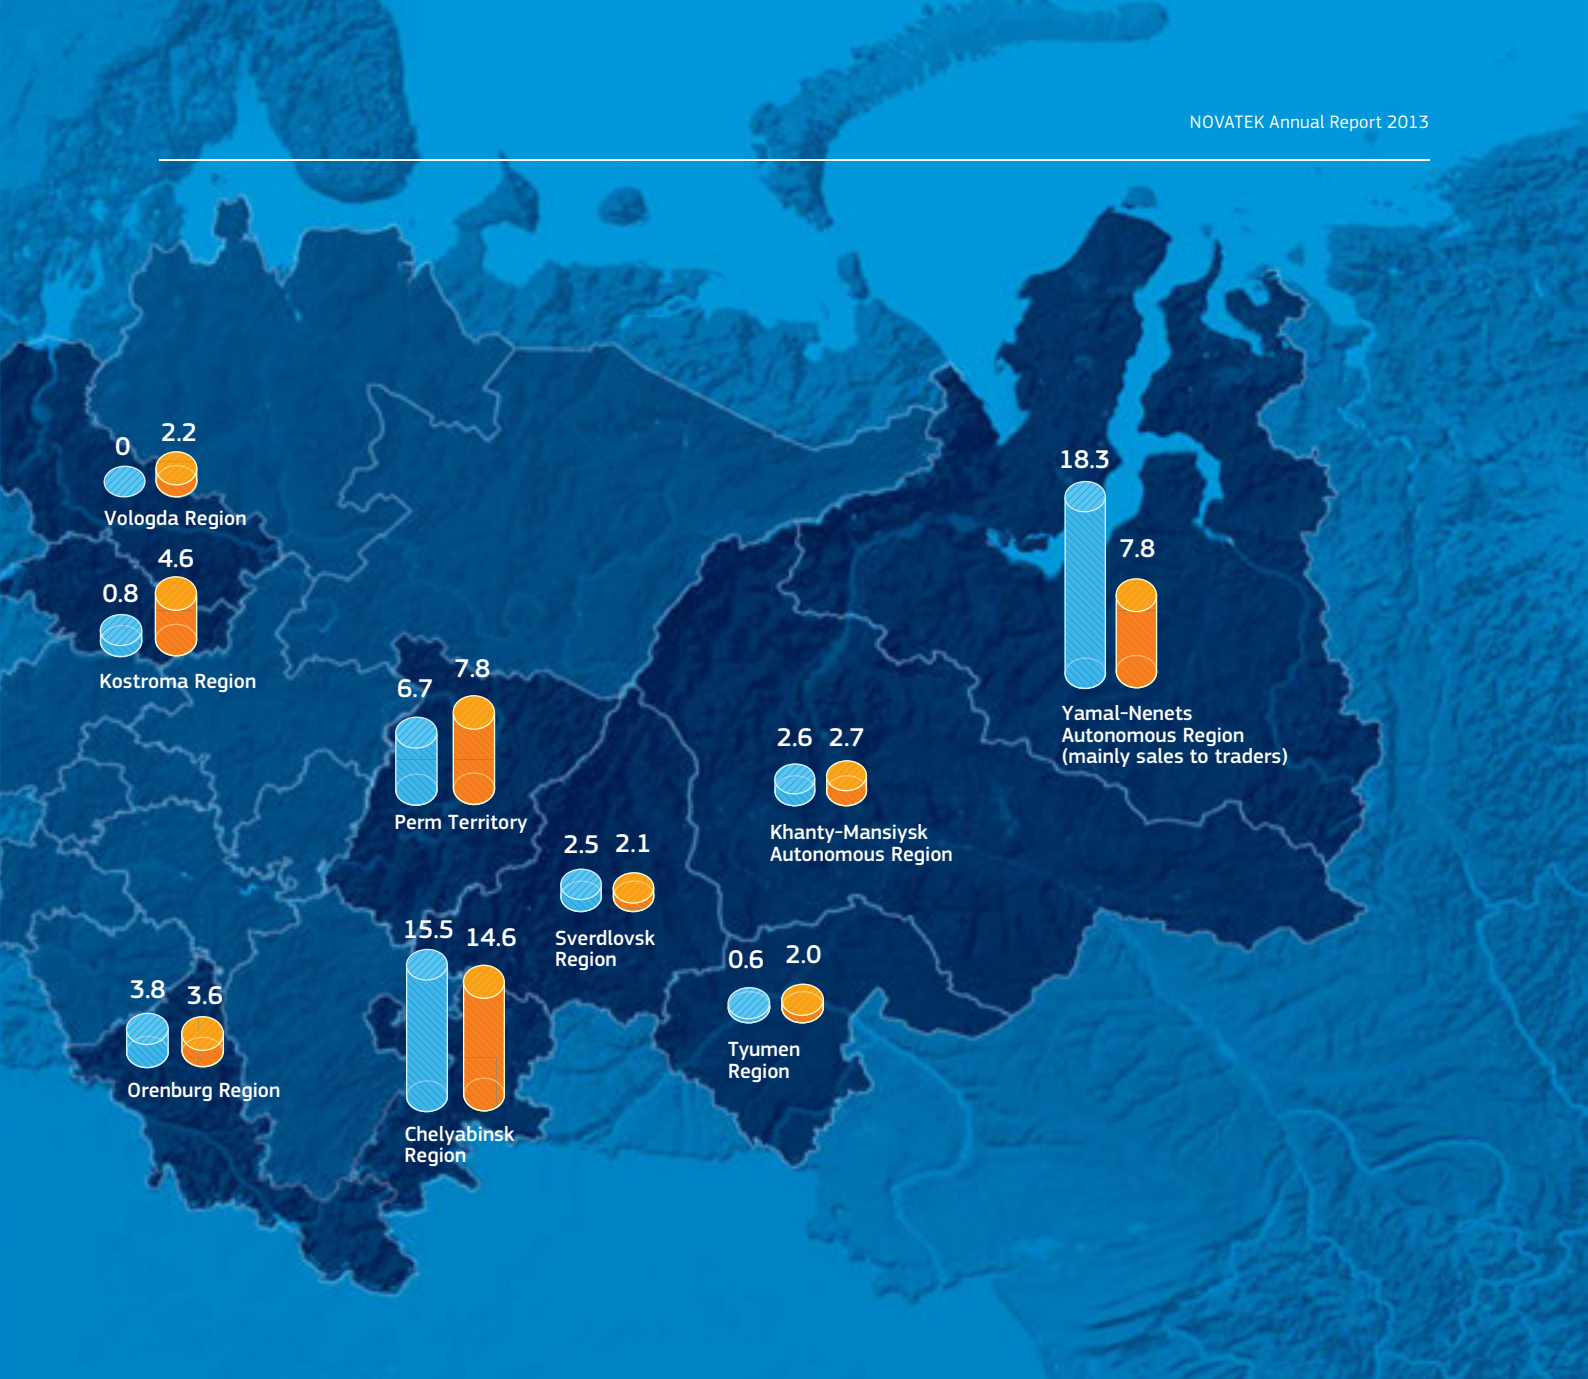 NOVATEK Annual Report 2013
0
2.2
Vologda Region
0.8
4.6
Kostroma Region
6.7
7.8
Perm Territory
18.3
7.8
Yamal-Nenets
Autonomous Region
(mainly sales to traders)
2.6
2.7
Khanty-Mansiysk
Autonomous Region
2.5
2.1
Sverdlovsk
Region
15.5
14.6
Chelyabinsk
Region
0.6
2.0
Tyumen
Region
3.8
3.6
Orenburg Region